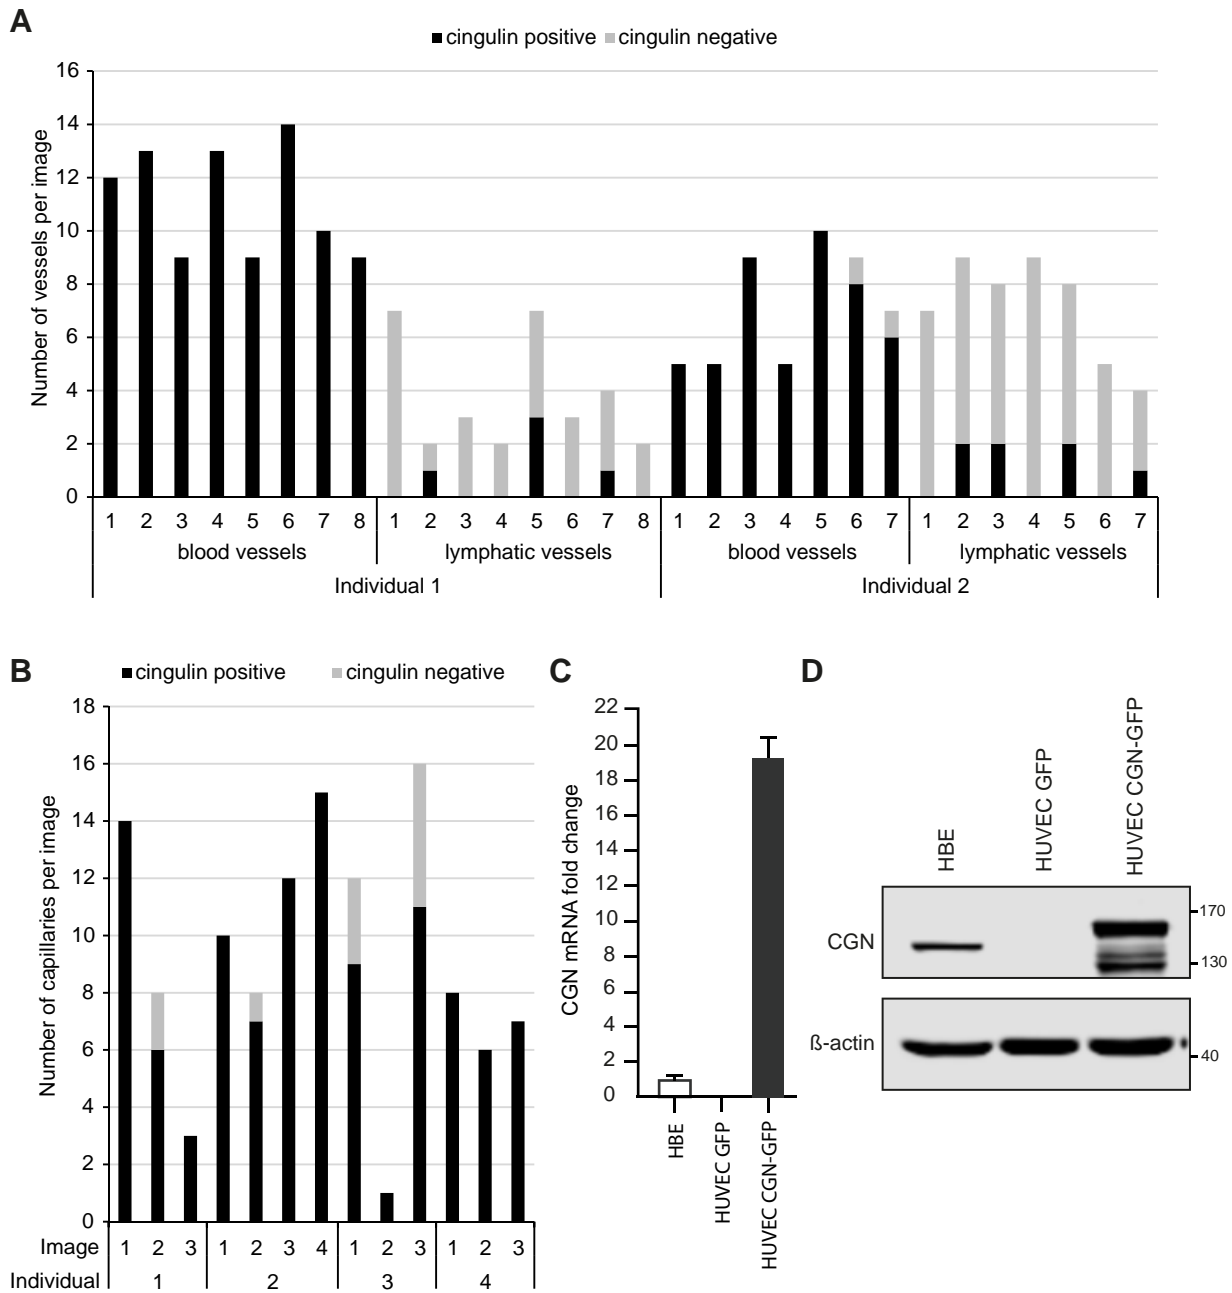 A
cingulin positive cingulin negative
Number of vessels per image
16
14
12
10
8
6
4
2
0
1 2 3 4 5 6 7 8 1 2 3 4 5 6 7 8 1 2 3 4 5 6 7 1 2 3 4 5 6 7
blood vessels lymphatic vessels blood vessels lymphatic vessels
Individual 1 Individual 2
B
cingulin positive cingulin negative
Number of capillaries per image
18
16
14
12
10
8
6
4
2
0
Image 1 2 3 1 2 3 4 1 2 3 1 2 3
Individual 1 2 3 4
C
CGN mRNA fold change
22
20
18
16
14
12
10
8
6
4
2
0
HBE
HUVEC GFP
HUVEC CGN-GFP
D
HBE
HUVEC GFP
HUVEC CGN-GFP
CGN
170
130
ß-actin
40